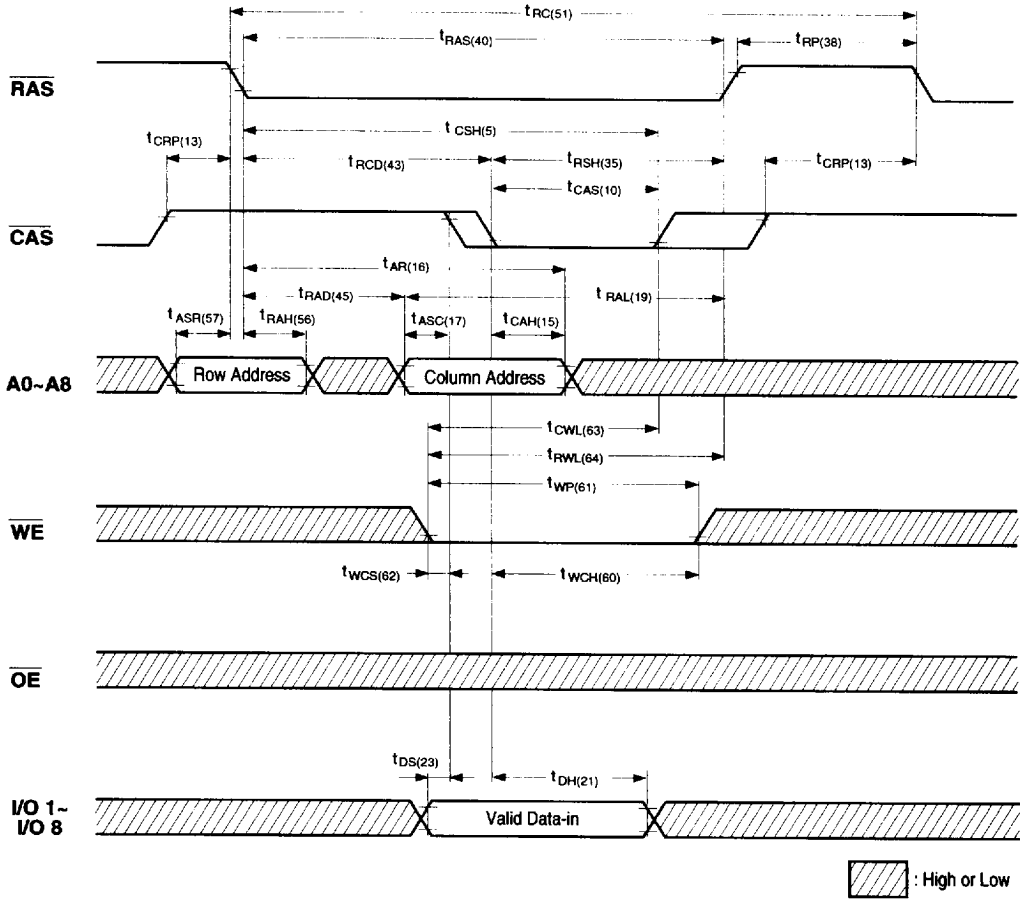 tRC(51)
tRAS(40)
tRP(38)
RAS
tCSH(5)
tCRP(13)
tRCD(43)
tRSH(35)
tCRP(13)
tCAS(10)
CAS
tAR(16)
tRAD(45)
tRAL(19)
tASR(57)
tRAH(56)
tASC(17)
tCAH(15)
A0~A8
Row Address
Column Address
tCWL(63)
tRWL(64)
tWP(61)
WE
tWCS(62)
tWCH(60)
OE
tDS(23)
tDH(21)
I/O 1~
I/O 8
Valid Data-in
: High or Low